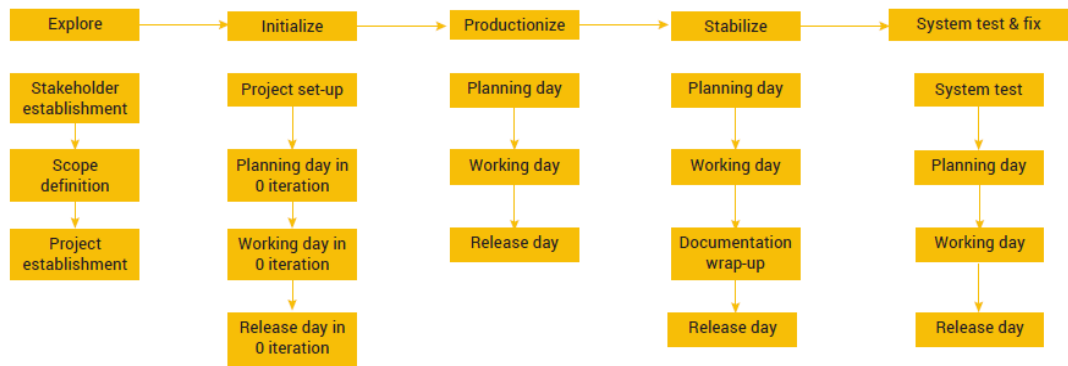 Explore
Initialize
Productionize
Stabilize
System test & fix
Stakeholder
establishment
Scope
definition
Project
establishment
Project set-up
Planning day in
0 iteration
Working day in
0 iteration
Release day in
0 iteration
Planning day
Working day
Release day
Planning day
Working day
Documentation
wrap-up
Release day
System test
Planning day
Working day
Release day